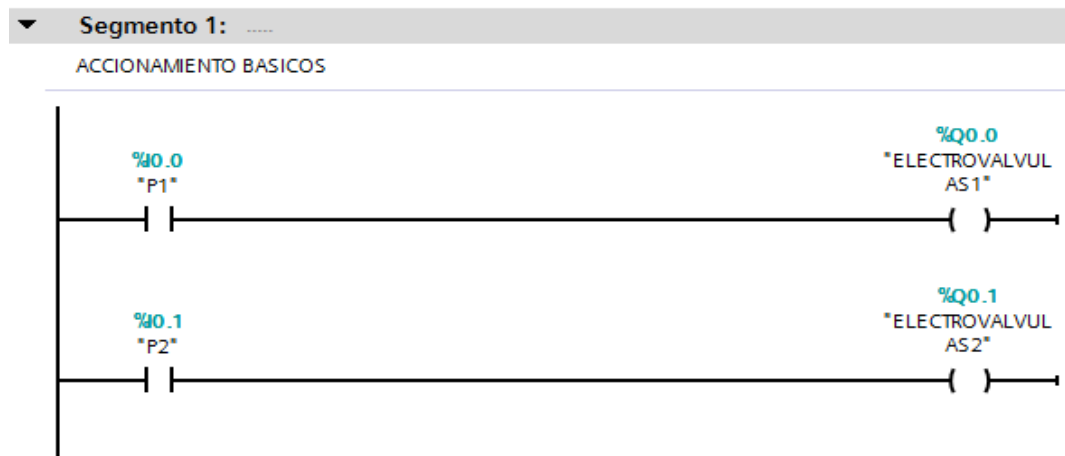 Segmento 1: .....
ACCIONAMIENTO BASICOS
%Q0.0
%I0.0
"ELECTROVALVUL
"P1"
AS1"
%Q0.1
%I0.1
"ELECTROVALVUL
"P2"
AS2"